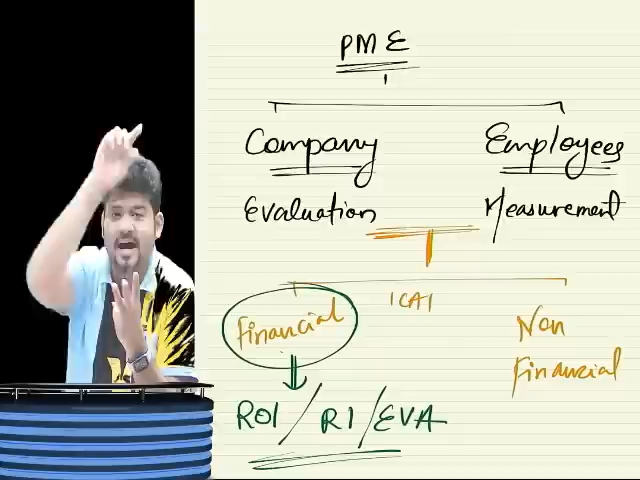 PME
Company Employees
Evaluation Measurement
ICAI
Financial Non
Financial
ROI / RI / EVA